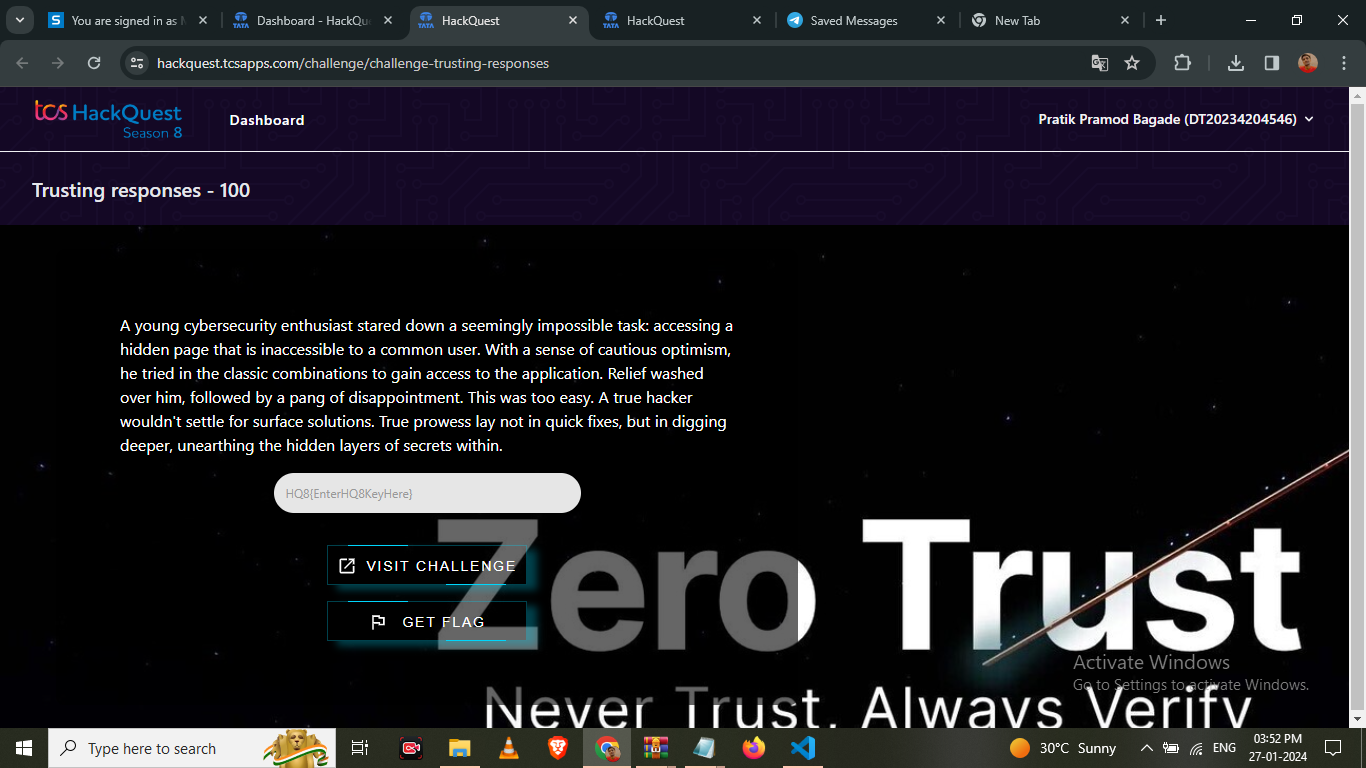 You are signed in as
Dashboard - HackQue
HackQuest
HackQuest
Saved Messages
New Tab
hackquest.tcsapps.com/challenge/challenge-trusting-responses
tcs HackQuest
Season 8
Dashboard
Pratik Pramod Bagade (DT20234204546)
Trusting responses - 100
A young cybersecurity enthusiast stared down a seemingly impossible task: accessing a
hidden page that is inaccessible to a common user. With a sense of cautious optimism,
he tried in the classic combinations to gain access to the application. Relief washed
over him, followed by a pang of disappointment. This was too easy. A true hacker
wouldn't settle for surface solutions. True prowess lay not in quick fixes, but in digging
deeper, unearthing the hidden layers of secrets within.
HQ8{EnterHQ8KeyHere}
VISIT CHALLENGE
GET FLAG
Zero Trust
Never Trust, Always Verify
Activate Windows
Go to Settings to activate Windows.
Type here to search
30°C Sunny
ENG
03:52 PM
27-01-2024